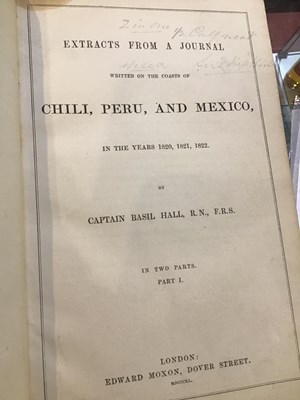 EXTRACTS FROM A JOURNAL
WRITTEN ON THE COASTS OF
CHILI, PERU, AND MEXICO,
IN THE YEARS 1820, 1821, 1822.
BY
CAPTAIN BASIL HALL, R.N., F.R.S.
IN TWO PARTS.
PART I.
LONDON:
EDWARD MOXON, DOVER STREET.
MDCCCXL.